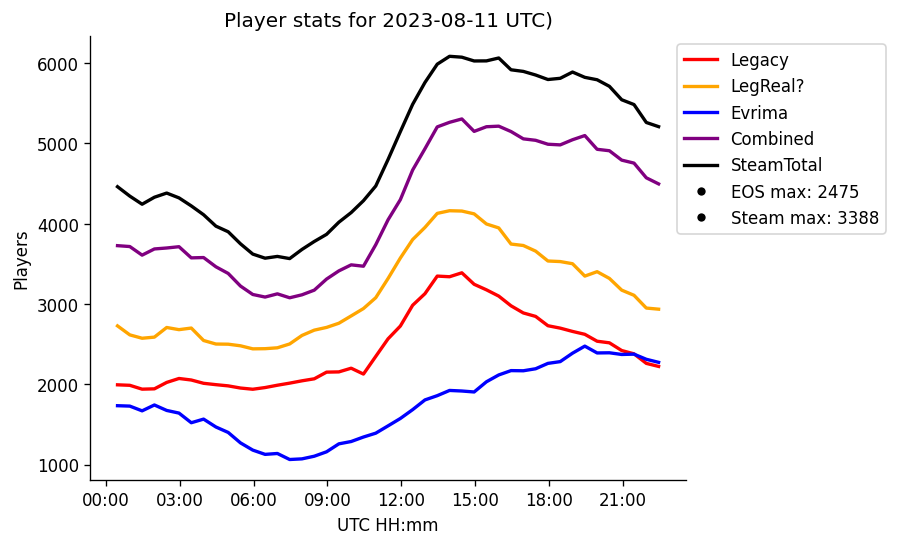 Player stats for 2023-08-11 UTC)
Legacy
LegReal?
Evrima
Combined
SteamTotal
EOS max: 2475
Steam max: 3388
Players
6000
5000
4000
3000
2000
1000
00:00 03:00 06:00 09:00 12:00 15:00 18:00 21:00
UTC HH:mm